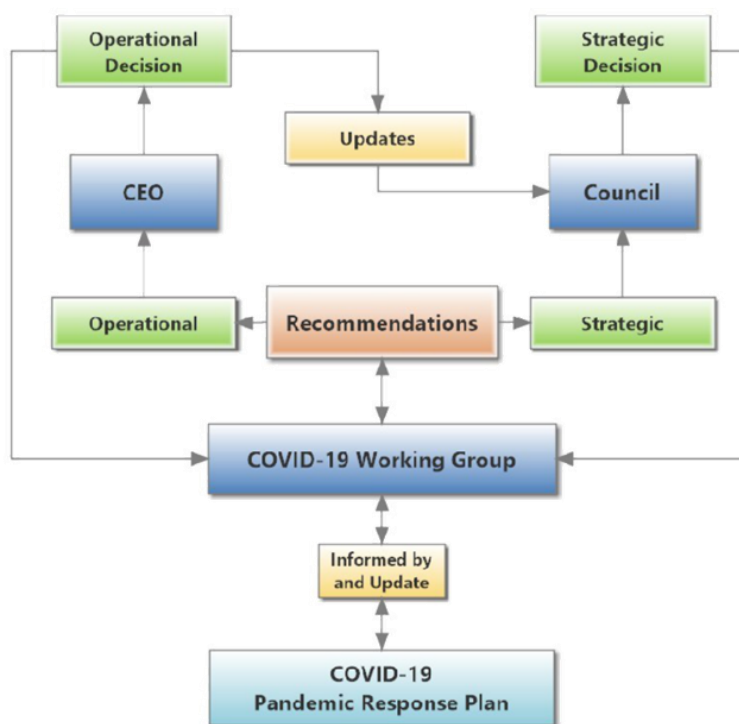 Operational
Decision
Strategic
Decision
Updates
CEO
Council
Operational
Recommendations
Strategic
COVID-19 Working Group
Informed by
and Update
COVID-19
Pandemic Response Plan